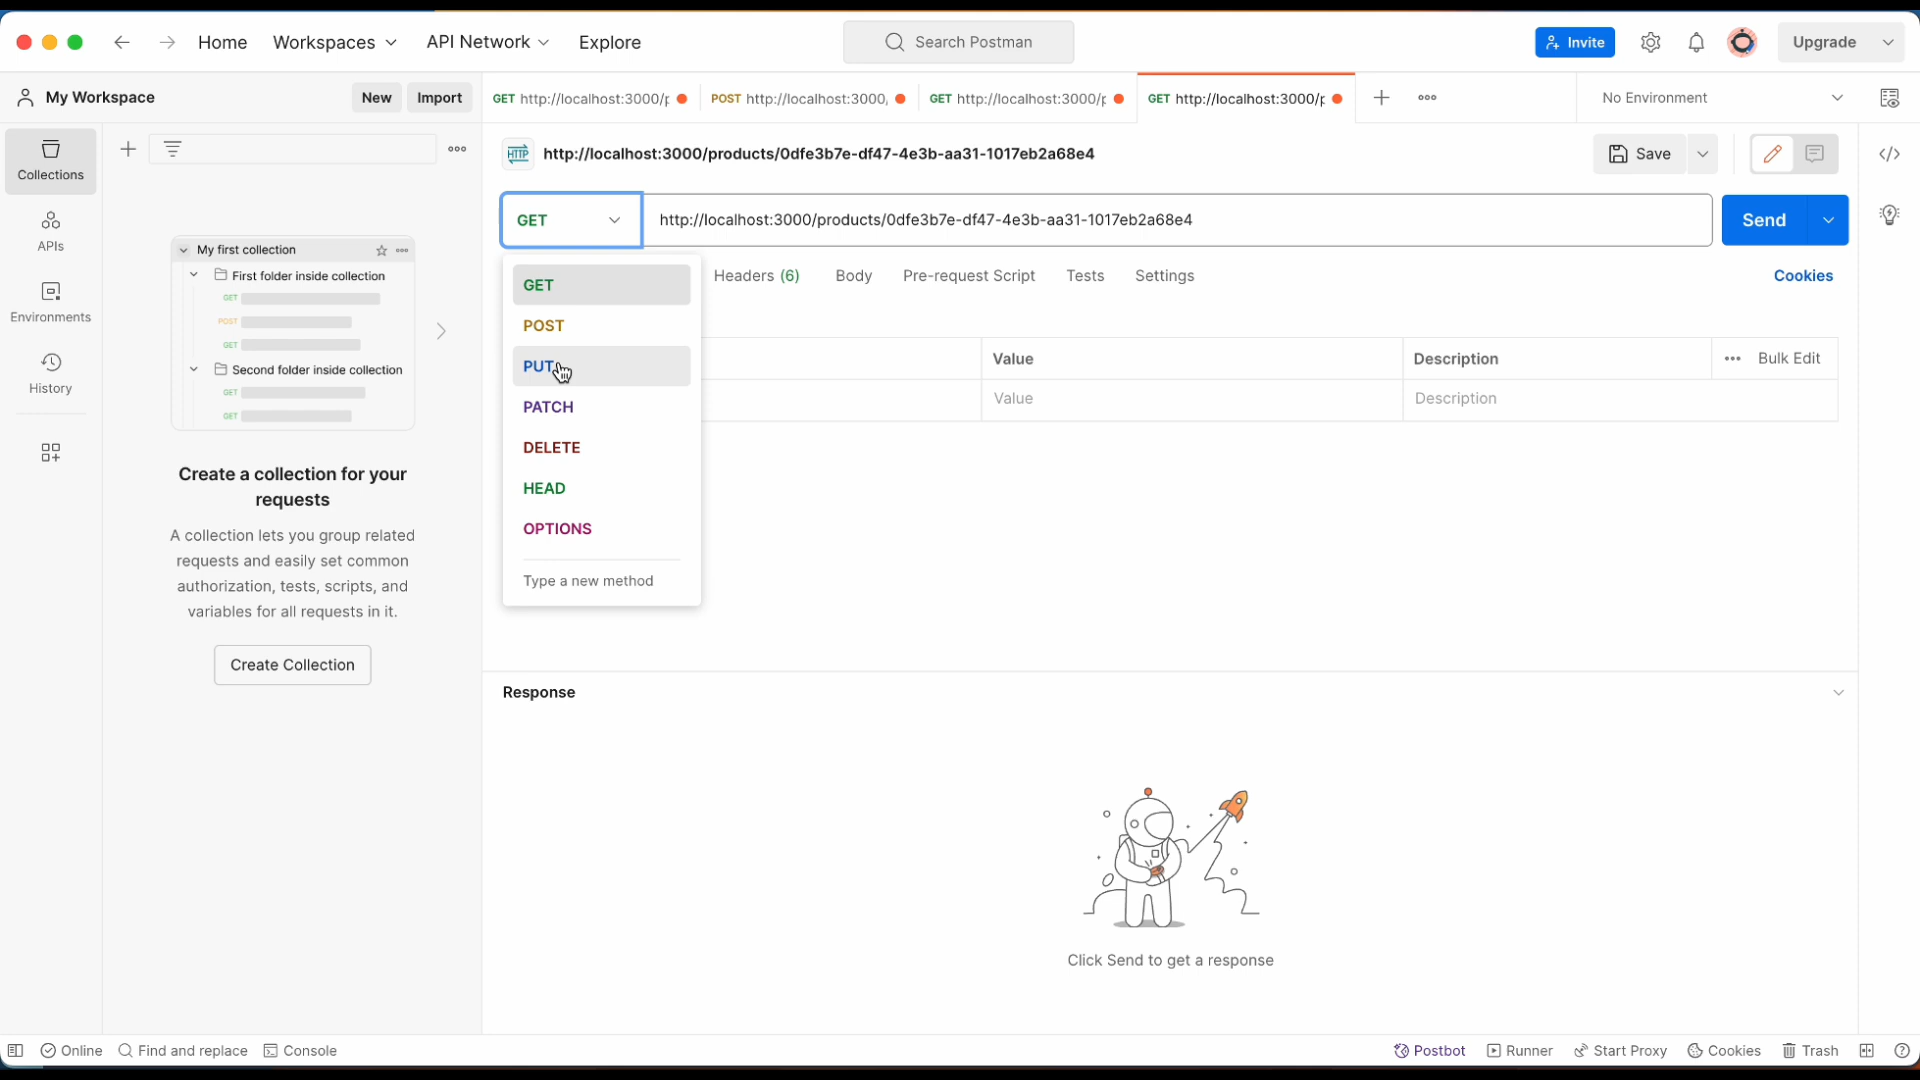 Home
Workspaces
API Network
Explore
Search Postman
Invite
Upgrade
My Workspace
New
Import
GET http://localhost:3000/p
POST http://localhost:3000,
GET http://localhost:3000/p
GET http://localhost:3000/p
No Environment
Collections
APIs
Environments
History
My first collection
First folder inside collection
GET
POST
GET
Second folder inside collection
GET
GET
Create a collection for your
requests
A collection lets you group related
requests and easily set common
authorization, tests, scripts, and
variables for all requests in it.
Create Collection
HTTP
http://localhost:3000/products/0dfe3b7e-df47-4e3b-aa31-1017eb2a68e4
Save
GET
http://localhost:3000/products/0dfe3b7e-df47-4e3b-aa31-1017eb2a68e4
Send
Headers (6)
Body
Pre-request Script
Tests
Settings
Cookies
GET
POST
PUT
PATCH
DELETE
HEAD
OPTIONS
Type a new method
Value
Description
Bulk Edit
Value
Description
Response
Click Send to get a response
Online
Find and replace
Console
Postbot
Runner
Start Proxy
Cookies
Trash